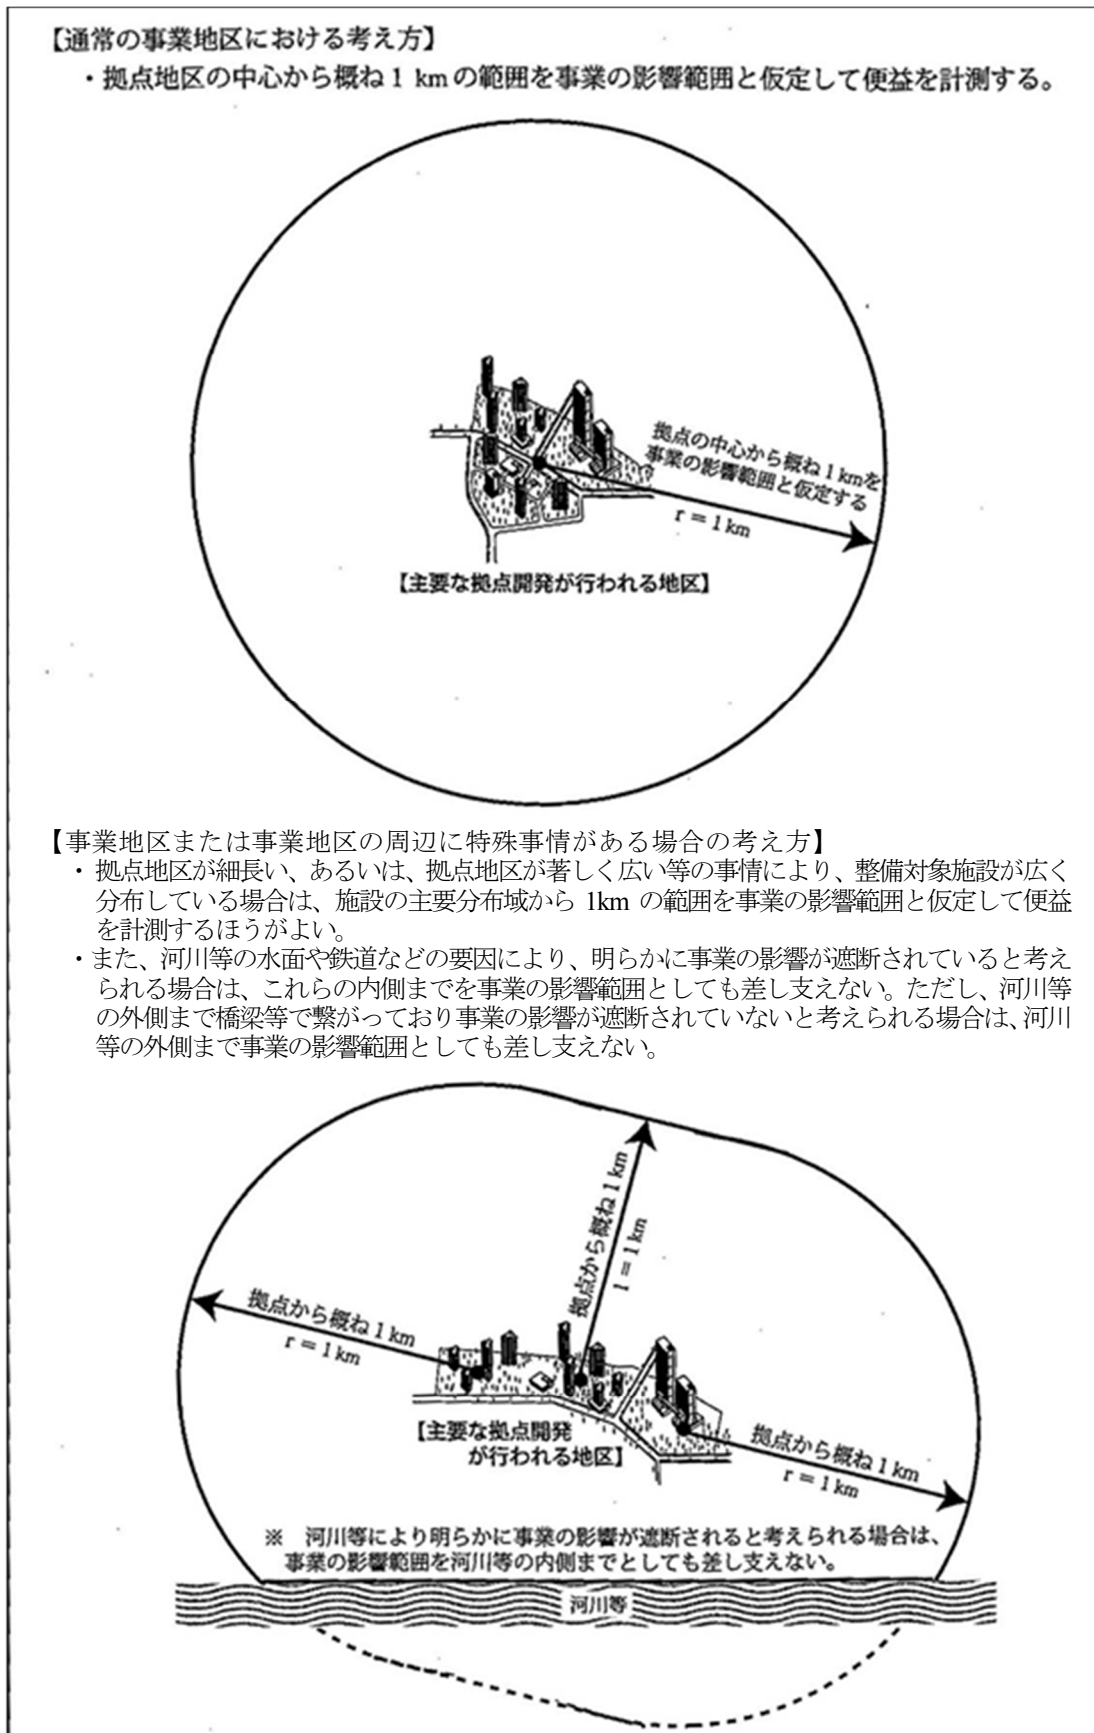 【通常の事業地区における考え方】
・拠点地区の中心から概ね1 kmの範囲を事業の影響範囲と仮定して便益を計測する。
拠点の中心から概ね1kmを
事業の影響範囲と仮定する
r = 1 km
【主要な拠点開発が行われる地区】
【事業地区または事業地区の周辺に特殊事情がある場合の考え方】
・拠点地区が細長い、あるいは、拠点地区が著しく広い等の事情により、整備対象施設が広く
分布している場合は、施設の主要分布域から 1km の範囲を事業の影響範囲と仮定して便益
を計測するほうがよい。
・また、河川等の水面や鉄道などの要因により、明らかに事業の影響が遮断されていると考え
られる場合は、これらの内側までを事業の影響範囲としても差し支えない。ただし、河川等
の外側まで橋梁等で繋がっており事業の影響が遮断されていないと考えられる場合は、河川
等の外側まで事業の影響範囲としても差し支えない。
拠点から概ね1km
l = 1 km
拠点から概ね1km
r = 1 km
【主要な拠点開発
が行われる地区】
拠点から概ね1km
r = 1 km
※ 河川等により明らかに事業の影響が遮断されると考えられる場合は、
事業の影響範囲を河川等の内側までとしても差し支えない。
河川等